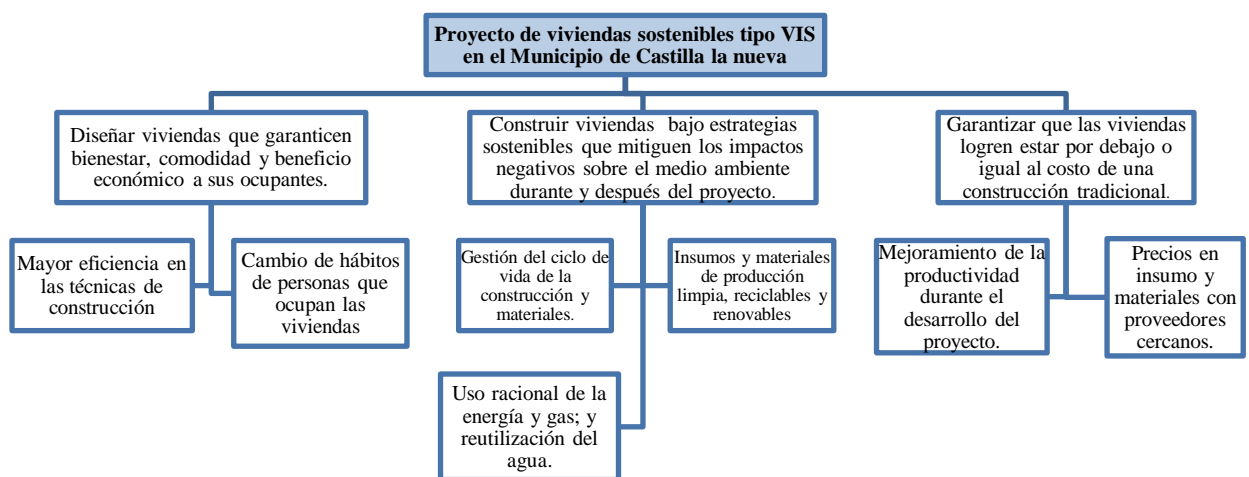 Proyecto de viviendas sostenibles tipo VIS
en el Municipio de Castilla la nueva
Diseñar viviendas que garanticen
bienestar, comodidad y beneficio
económico a sus ocupantes.
Construir viviendas bajo estrategias
sostenibles que mitiguen los impactos
negativos sobre el medio ambiente
durante y después del proyecto.
Garantizar que las viviendas
logren estar por debajo o
igual al costo de una
construcción tradicional.
Mayor eficiencia en
las técnicas de
construcción
Cambio de hábitos
de personas que
ocupan las
viviendas
Gestión del ciclo de
vida de la
construcción y
materiales.
Insumos y materiales
de producción
limpia, reciclables y
renovables
Mejoramiento de la
productividad
durante el
desarrollo del
proyecto.
Precios en
insumo y
materiales con
proveedores
cercanos.
Uso racional de la
energía y gas; y
reutilización del
agua.